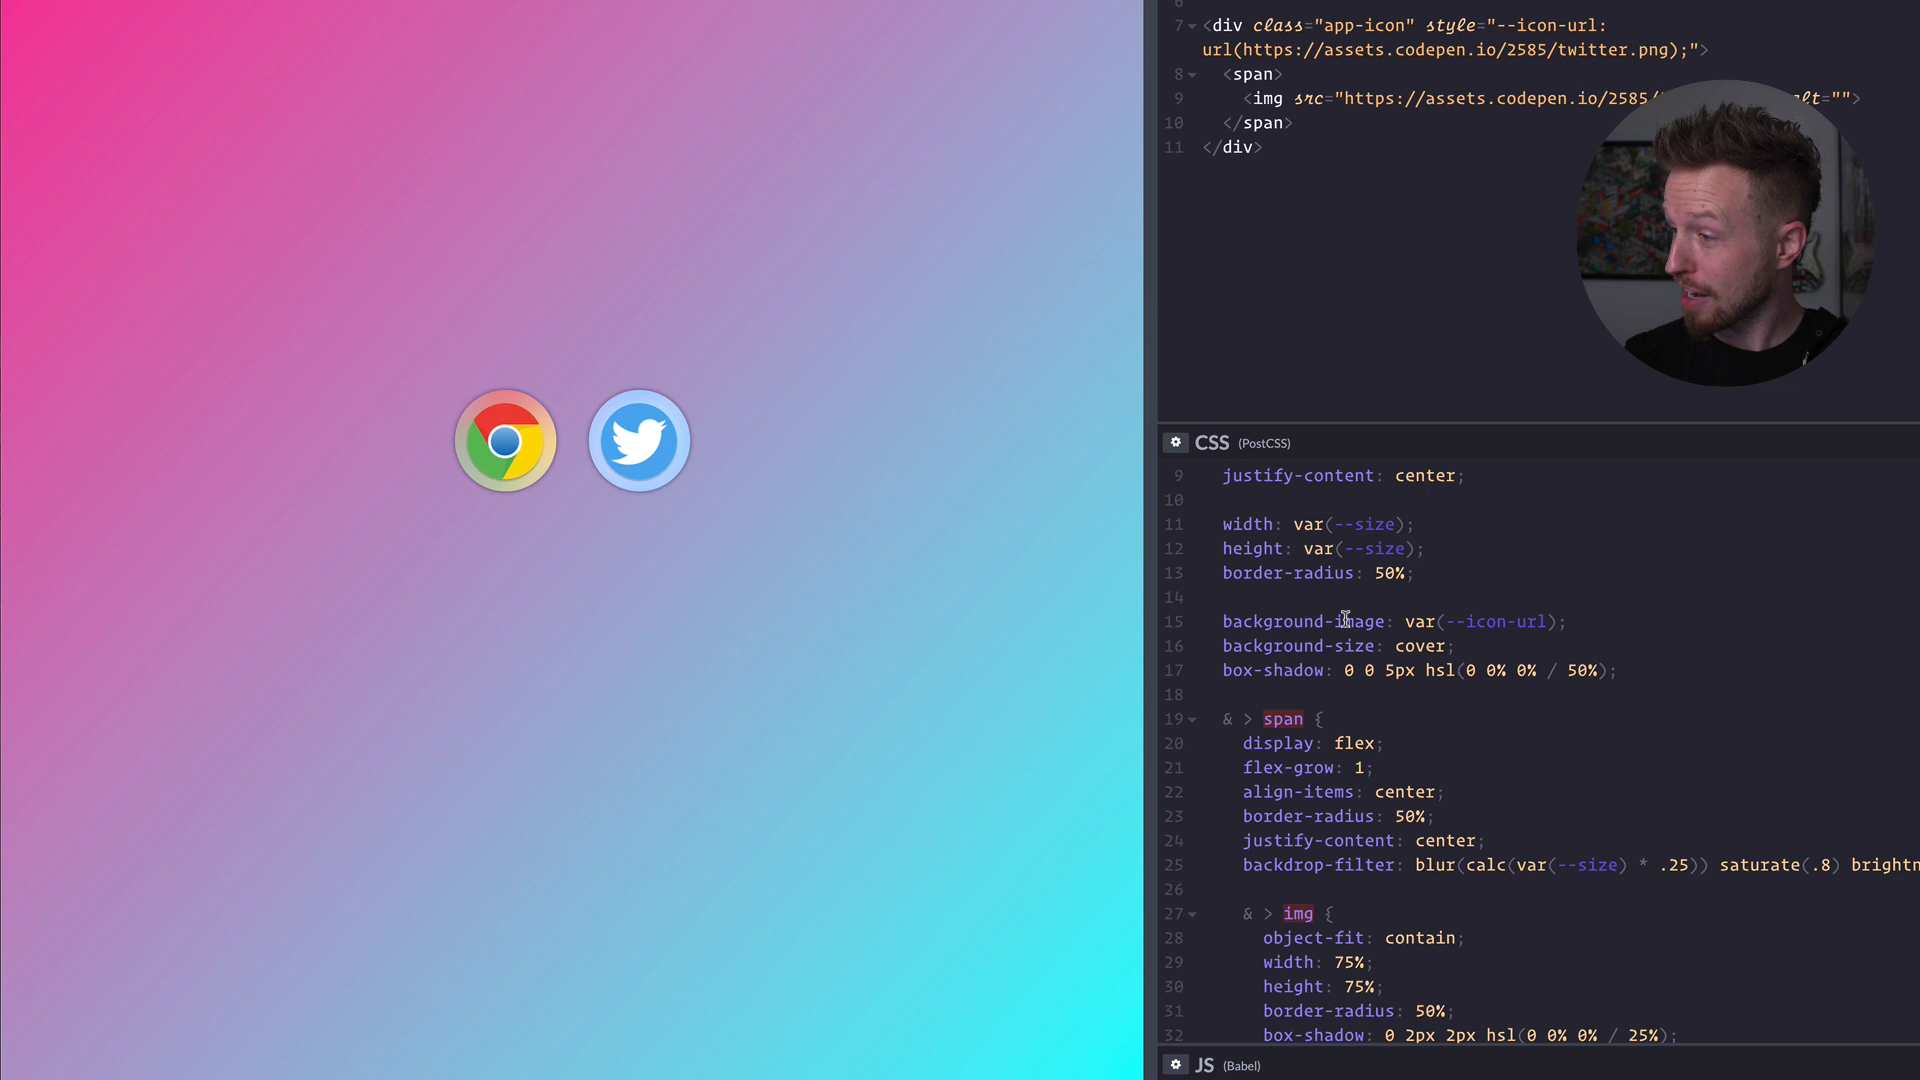 6
7 <div class="app-icon" style="--icon-url:
url(https://assets.codepen.io/2585/twitter.png);">
8 <span>
9 <img src="https://assets.codepen.io/2585/ alt="">
10 </span>
11 </div>
CSS (PostCSS)
9 justify-content: center;
10
11 width: var(--size);
12 height: var(--size);
13 border-radius: 50%;
14
15 background-image: var(--icon-url);
16 background-size: cover;
17 box-shadow: 0 0 5px hsl(0 0% 0% / 50%);
18
19 & > span {
20 display: flex;
21 flex-grow: 1;
22 align-items: center;
23 border-radius: 50%;
24 justify-content: center;
25 backdrop-filter: blur(calc(var(--size) * .25)) saturate(.8) brightn
26
27 & > img {
28 object-fit: contain;
29 width: 75%;
30 height: 75%;
31 border-radius: 50%;
32 box-shadow: 0 2px 2px hsl(0 0% 0% / 25%);
JS (Babel)